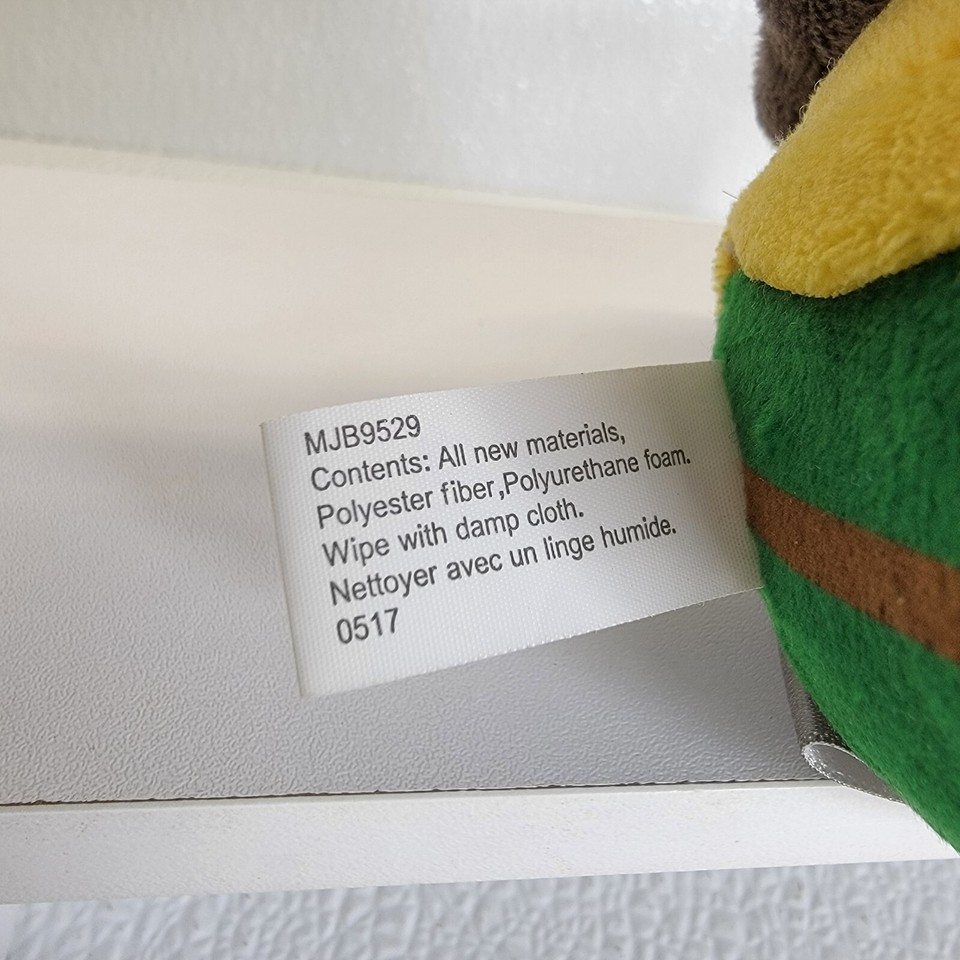 MJB9529
Contents: All new materials,
Polyester fiber,Polyurethane foam.
Wipe with damp cloth.
Nettoyer avec un linge humide.
0517